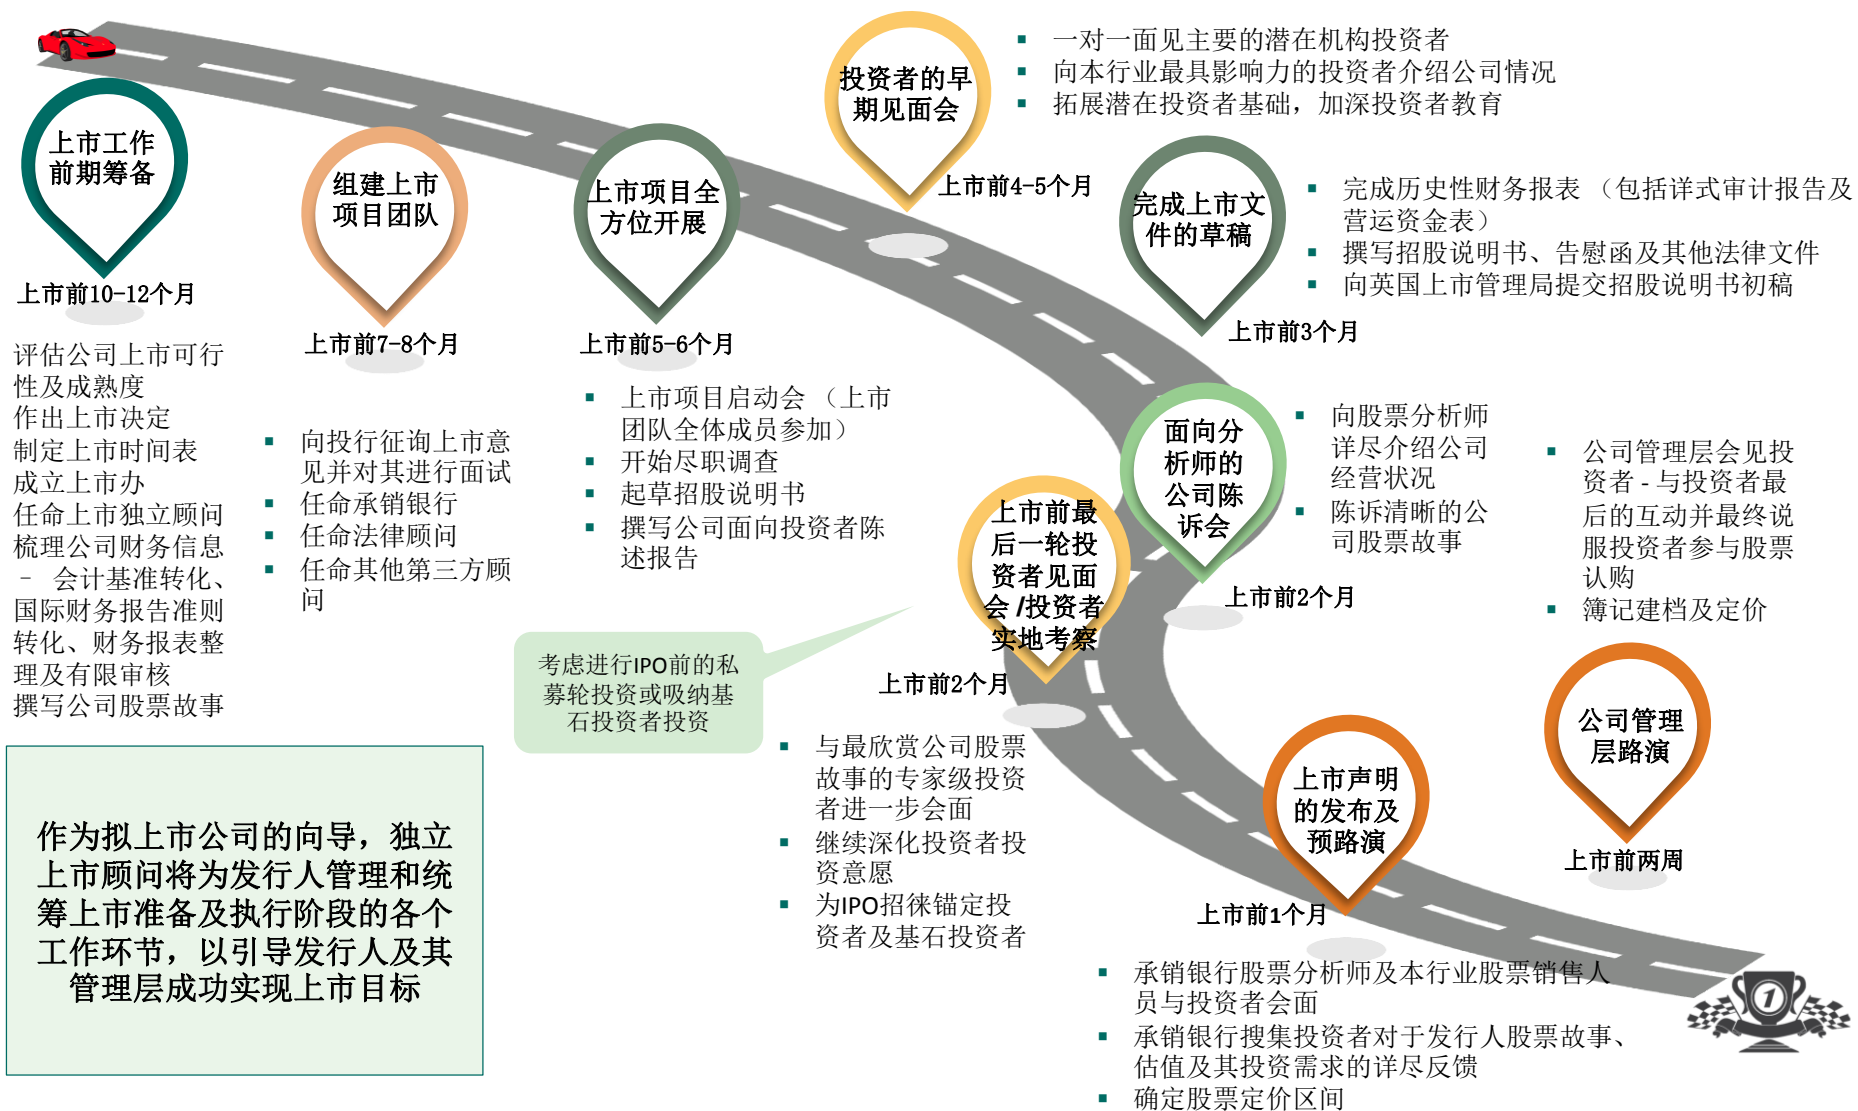 上市工作
前期筹备
上市前10-12个月
评估公司上市可行
性及成熟度
作出上市决定
制定上市时间表
成立上市办
任命上市独立顾问
梳理公司财务信息
– 会计基准转化、
国际财务报告准则
转化、财务报表整
理及有限审核
撰写公司股票故事
组建上市
项目团队
上市前7-8个月
▪ 向投行征询上市意
见并对其进行面试
▪ 任命承销银行
▪ 任命法律顾问
▪ 任命其他第三方顾
问
上市项目全
方位开展
上市前5-6个月
▪ 上市项目启动会 （上市
团队全体成员参加）
▪ 开始尽职调查
▪ 起草招股说明书
▪ 撰写公司面向投资者陈
述报告
投资者的早
期见面会
上市前4-5个月
▪ 一对一面见主要的潜在机构投资者
▪ 向本行业最具影响力的投资者介绍公司情况
▪ 拓展潜在投资者基础，加深投资者教育
完成上市文
件的草稿
上市前3个月
▪ 完成历史性财务报表 （包括详式审计报告及
营运资金表）
▪ 撰写招股说明书、告慰函及其他法律文件
▪ 向英国上市管理局提交招股说明书初稿
面向分
析师的
公司陈
诉会
上市前2个月
▪ 向股票分析师
详尽介绍公司
经营状况
▪ 陈诉清晰的公
司股票故事
上市前最
后一轮投
资者见面
会 /投资者
实地考察
上市前2个月
考虑进行IPO前的私
募轮投资或吸纳基
石投资者投资
▪ 与最欣赏公司股票
故事的专家级投资
者进一步会面
▪ 继续深化投资者投
资意愿
▪ 为IPO招徕锚定投
资者及基石投资者
上市声明
的发布及
预路演
上市前1个月
▪ 承销银行股票分析师及本行业股票销售人
员与投资者会面
▪ 承销银行搜集投资者对于发行人股票故事、
估值及其投资需求的详尽反馈
▪ 确定股票定价区间
▪ 公司管理层会见投
资者 - 与投资者最
后的互动并最终说
服投资者参与股票
认购
▪ 簿记建档及定价
公司管理
层路演
上市前两周
作为拟上市公司的向导，独立
上市顾问将为发行人管理和统
筹上市准备及执行阶段的各个
工作环节，以引导发行人及其
管理层成功实现上市目标
1